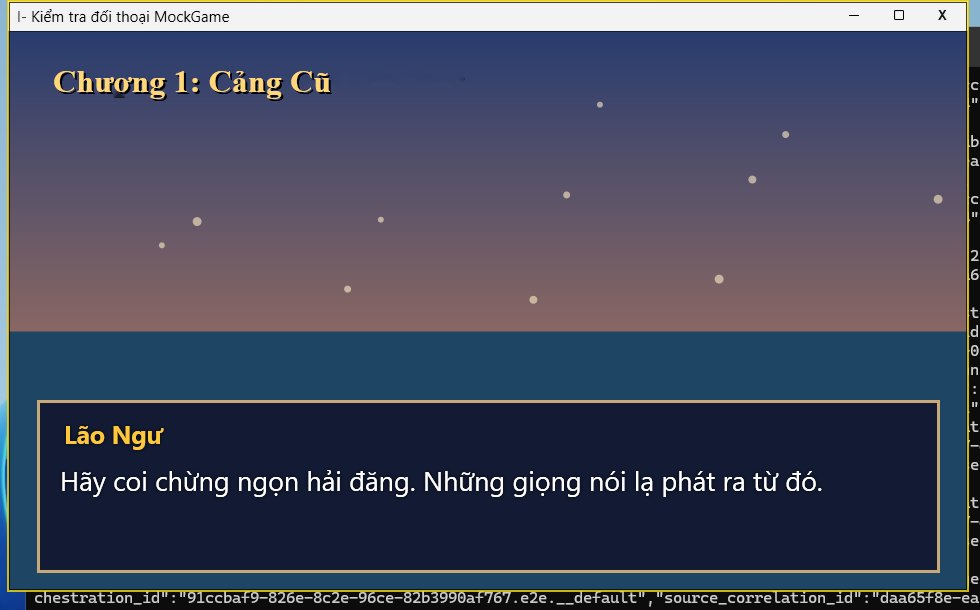 I- Kiểm tra đối thoại MockGame
Chương 1: Cảng Cũ
Lão Ngư
Hãy coi chừng ngọn hải đăng. Những giọng nói lạ phát ra từ đó.
chestration_id":"91ccbaf9-826e-8c2e-96ce-82b3990af767.e2e.__default","source_correlation_id":"daa65f8e-ee